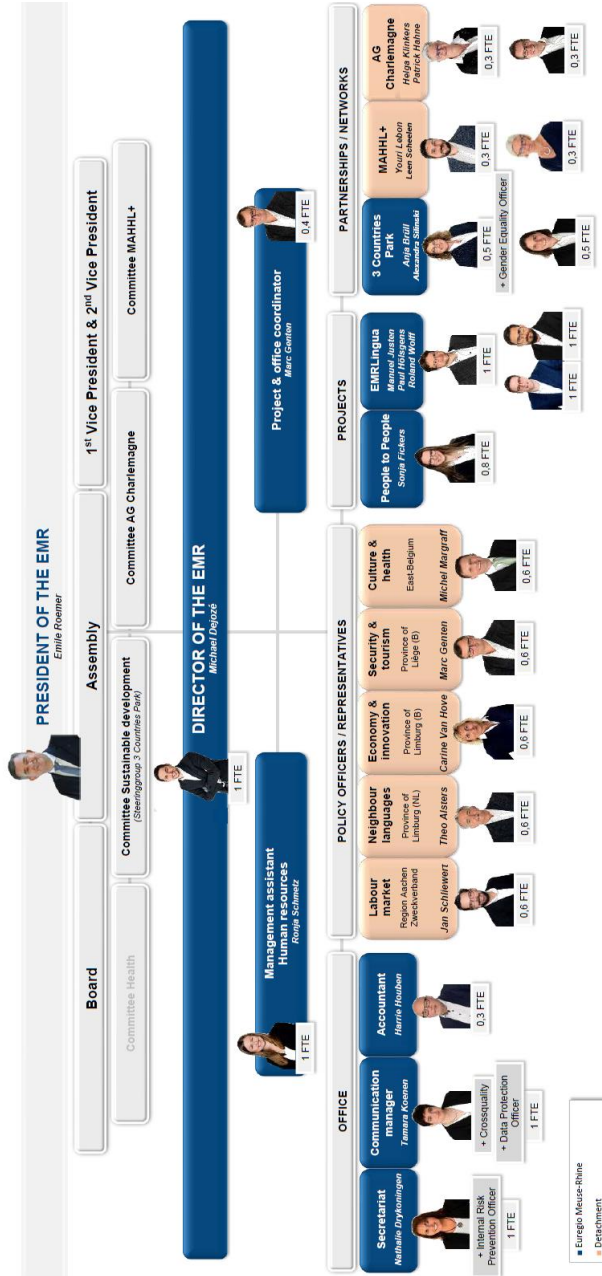 PRESIDENT OF THE EMR
Emile Roemer
Board
Assembly
1st Vice President & 2nd Vice President
Committee Health
Committee Sustainable development
(Steeringgroup 3 Countries Park)
Committee AG Charlemagne
Committee MAHHL+
DIRECTOR OF THE EMR
Michael Dejozé
1 FTE
Management assistant
Human resources
Ronja Schmetz
1 FTE
Project & office coordinator
Marc Genten
0,4 FTE
OFFICE
Secretariat
Nathalie Drykoningen
+ Internal Risk
Prevention Officer
1 FTE
Communication
manager
Tamara Koenen
+ Crossquality
+ Data Protection
Officer
1 FTE
Accountant
Harrie Houben
0,3 FTE
POLICY OFFICERS / REPRESENTATIVES
Labour
market
Region Aachen
Zweckverband
Jan Schliewert
0,6 FTE
Neighbour
languages
Province of
Limburg (NL)
Theo Alsters
0,6 FTE
Economy &
innovation
Province of
Limburg (B)
Carine Van Hove
0,6 FTE
Security &
tourism
Province of
Liège (B)
Marc Genten
0,6 FTE
Culture &
health
East-Belgium
Michel Margraff
0,6 FTE
PROJECTS
People to People
Sonja Fickers
0,8 FTE
EMRLingua
Manuel Justen
Paul Hölsgens
Roland Wolff
1 FTE
1 FTE
1 FTE
PARTNERSHIPS / NETWORKS
3 Countries
Park
Anja Brüll
Alexandra Silinski
0,5 FTE
+ Gender Equality Officer
0,5 FTE
MAHHL+
Youri Lebon
Leen Scheelen
0,3 FTE
0,3 FTE
AG
Charlemagne
Helga Klinkers
Patrick Hahne
0,3 FTE
0,3 FTE
Euregio Meuse-Rhine
Detachment